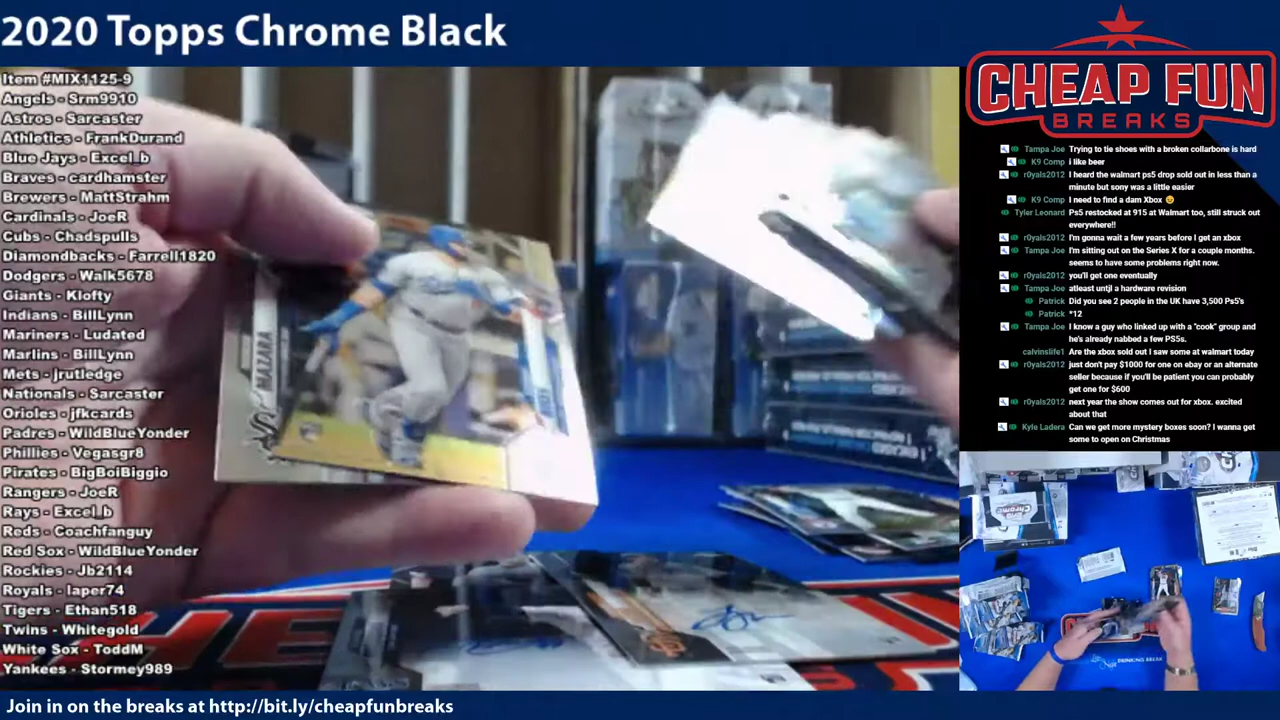 2020 Topps Chrome Black
Item #MIX1125-9
Angels - Srm9910
Astros - Sarcaster
Athletics - FrankDurand
Blue Jays - Excel_b
Braves - cardhamster
Brewers - MattStrahm
Cardinals - JoeR
Cubs - Chadspulls
Diamondbacks - Farrell1820
Dodgers - Walk5678
Giants - Klofty
Indians - BillLynn
Mariners - Ludated
Marlins - BillLynn
Mets - jrutledge
Nationals - Sarcaster
Orioles - jfkcards
Padres - WildBlueYonder
Phillies - Vegasgr8
Pirates - BigBoiBiggio
Rangers - JoeR
Rays - Excel_b
Reds - Coachfanguy
Red Sox - WildBlueYonder
Rockies - Jb2114
Royals - laper74
Tigers - Ethan518
Twins - Whitegold
White Sox - ToddM
Yankees - Stormey989
MAZARA
CHEAP FUN
BREAKS
Tampa Joe Trying to tie shoes with a broken collarbone is hard
K9 Comp i like beer
r0yals2012 I heard the walmart ps5 drop sold out in less than a
minute but sony was a little easier
K9 Comp I need to find a dam Xbox
Tyler Leonard Ps5 restocked at 915 at Walmart too, still struck out
everywhere!!
r0yals2012 I'm gonna wait a few years before I get an xbox
Tampa Joe I'm sitting out on the Series X for a couple months.
seems to have some problems right now.
r0yals2012 you'll get one eventually
Tampa Joe atleast until a hardware revision
Patrick Did you see 2 people in the UK have 3,500 Ps5's
Patrick *12
Tampa Joe I know a guy who linked up with a "cook" group and
he's already nabbed a few PS5s.
calvinslife1 Are the xbox sold out I saw some at walmart today
r0yals2012 just don't pay $1000 for one on ebay or an alternate
seller because if you'll be patient you can probably
get one for $600
r0yals2012 next year the show comes out for xbox. excited
about that
Kyle Ladera Can we get more mystery boxes soon? I wanna get
some to open on Christmas
DRINKING BREAK
Join in on the breaks at http://bit.ly/cheapfunbreaks